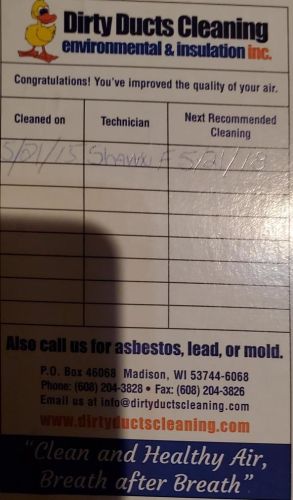 Dirty Ducts Cleaning
environmental & insulation inc.
Congratulations! You've improved the quality of your air.
Cleaned on Technician Next Recommended Cleaning
5/21/15 Shawn F 5/21/18
Also call us for asbestos, lead, or mold.
P.O. Box 46068 Madison, WI 53744-6068
Phone: (608) 204-3828 • Fax: (608) 204-3826
Email us at info@dirtyductscleaning.com
www.dirtyductscleaning.com
"Clean and Healthy Air,
Breath after Breath"